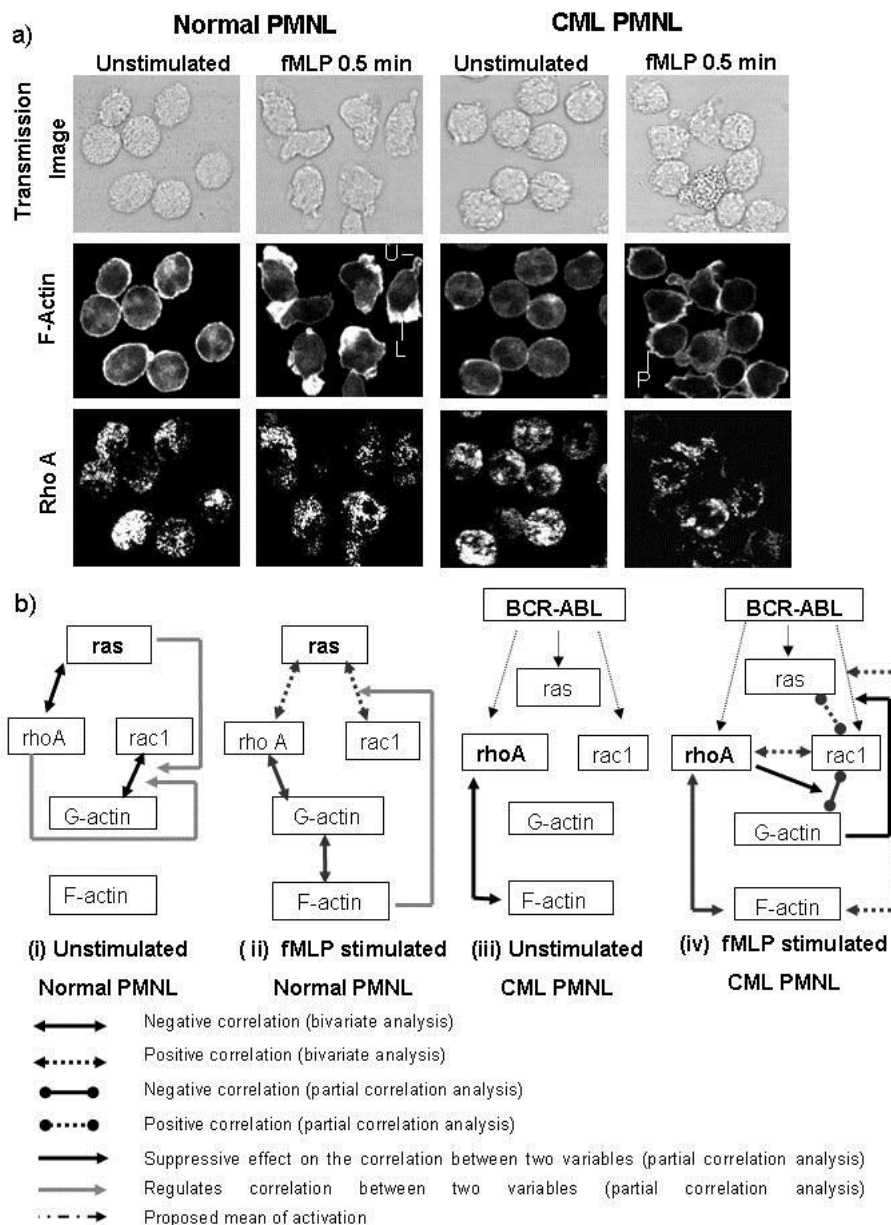 a)
Normal PMNL CML PMNL
Unstimulated fMLP 0.5 min Unstimulated fMLP 0.5 min
Transmission Image
F-Actin
U
L
P
Rho A
b)
BCR-ABL BCR-ABL
ras ras ras ras
rhoA rac1 rho A rac1 rhoA rac1 rhoA rac1
G-actin G-actin G-actin G-actin
F-actin F-actin F-actin F-actin
(i) Unstimulated ( ii) fMLP stimulated (iii) Unstimulated (iv) fMLP stimulated
Normal PMNL Normal PMNL CML PMNL CML PMNL
Negative correlation (bivariate analysis)
Positive correlation (bivariate analysis)
Negative correlation (partial correlation analysis)
Positive correlation (partial correlation analysis)
Suppressive effect on the correlation between two variables (partial correlation analysis)
Regulates correlation between two variables (partial correlation analysis)
Proposed mean of activation